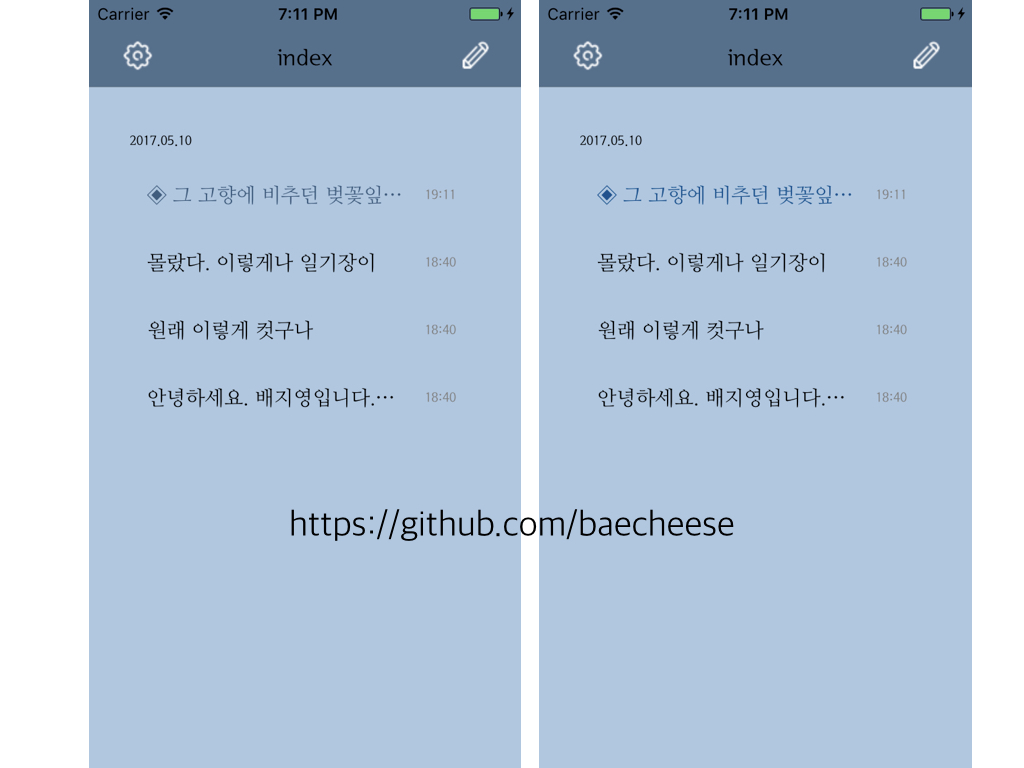 Carrier 7:11 PM
index
2017.05.10
◈ 그 고향에 비추던 벚꽃잎… 19:11
몰랐다. 이렇게나 일기장이 18:40
원래 이렇게 컷구나 18:40
안녕하세요. 배지영입니다.… 18:40
Carrier 7:11 PM
index
2017.05.10
◈ 그 고향에 비추던 벚꽃잎… 19:11
몰랐다. 이렇게나 일기장이 18:40
원래 이렇게 컷구나 18:40
안녕하세요. 배지영입니다.… 18:40
https://github.com/baecheese